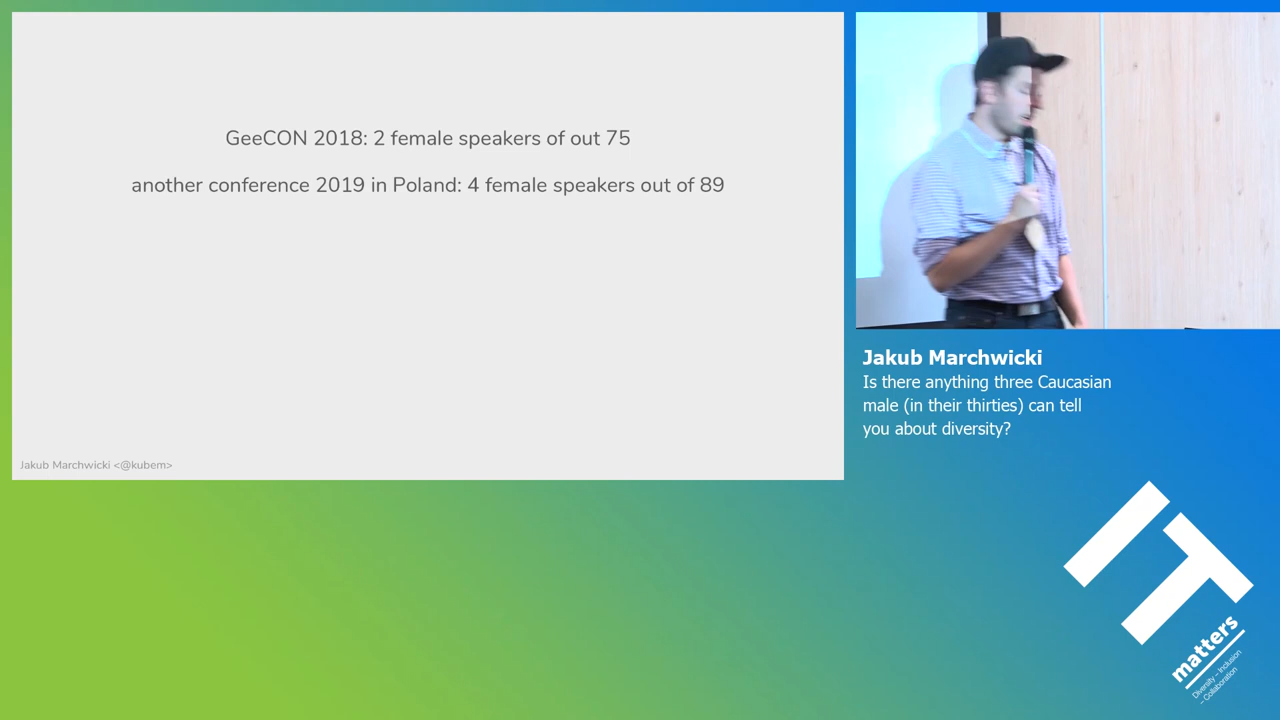 GeeCON 2018: 2 female speakers of out 75
another conference 2019 in Poland: 4 female speakers out of 89
Jakub Marchwicki <@kubem>
Jakub Marchwicki
Is there anything three Caucasian
male (in their thirties) can tell
you about diversity?
IT
matters
Diversity – Inclusion
– Collaboration